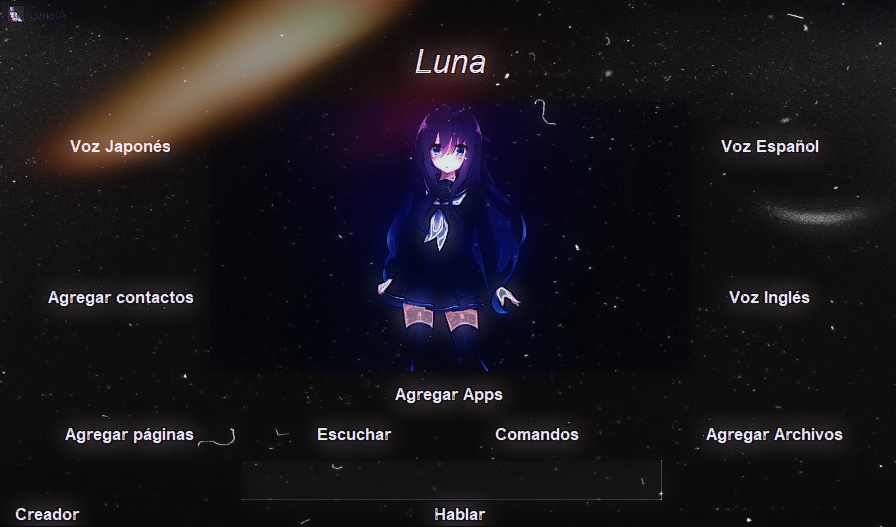 Luna
Voz Japonés
Voz Español
Agregar contactos
Voz Inglés
Agregar Apps
Agregar páginas
Escuchar
Comandos
Agregar Archivos
Creador
Hablar